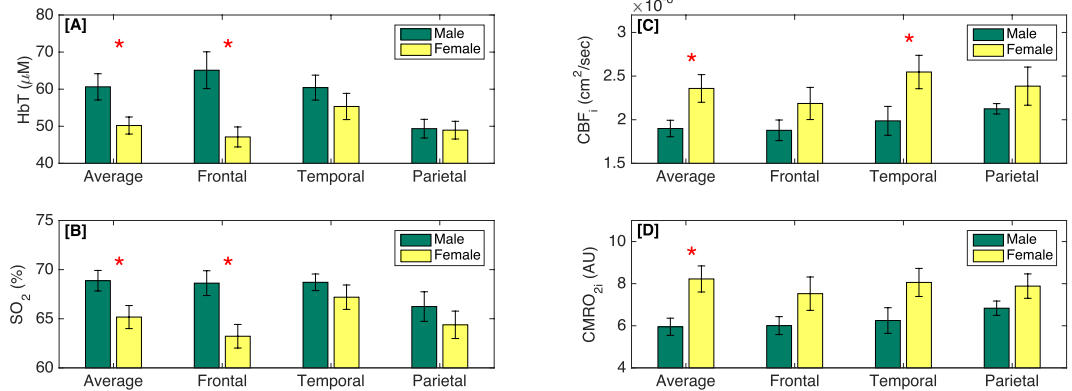 [A]
Male
Female
HbT (μM)
80
70
60
50
40
Average Frontal Temporal Parietal
[B]
Male
Female
SO2 (%)
75
70
65
60
Average Frontal Temporal Parietal
[C]
Male
Female
CBFi (cm2/sec)
3
2.5
2
1.5
Average Frontal Temporal Parietal
[D]
Male
Female
CMRO2i (AU)
10
8
6
4
Average Frontal Temporal Parietal